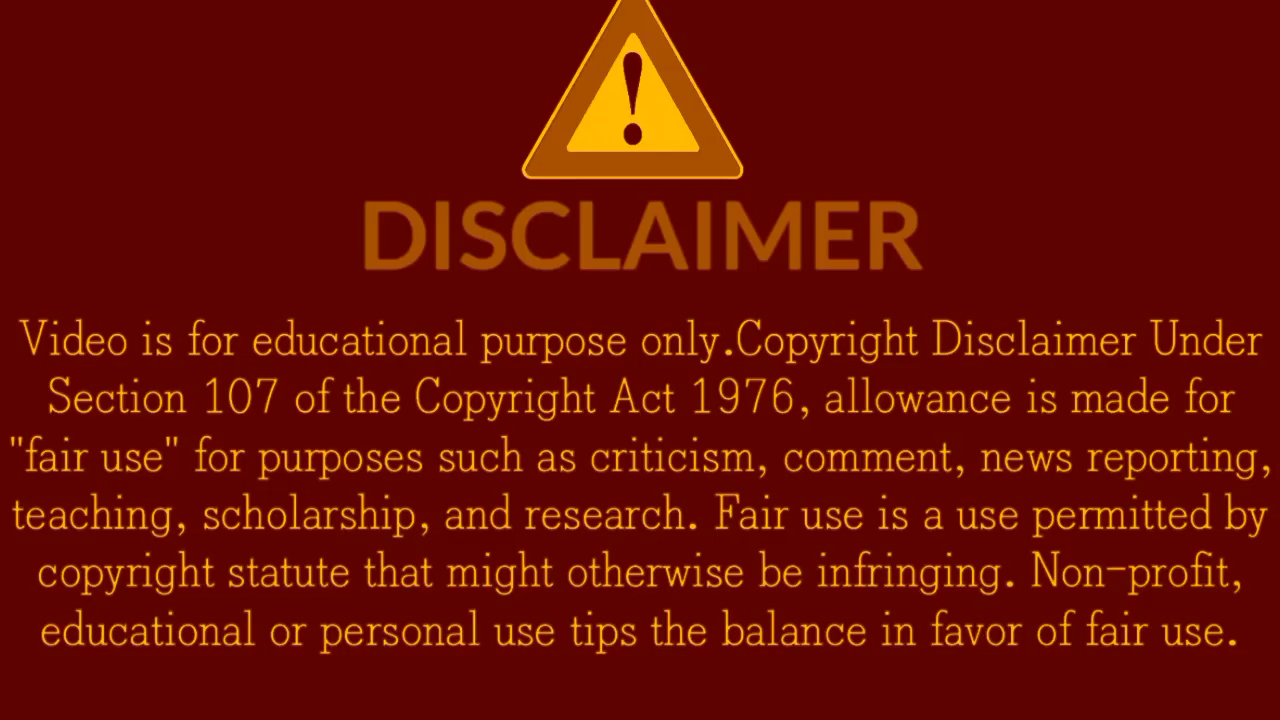 !
DISCLAIMER
Video is for educational purpose only.Copyright Disclaimer Under
Section 107 of the Copyright Act 1976, allowance is made for
"fair use" for purposes such as criticism, comment, news reporting,
teaching, scholarship, and research. Fair use is a use permitted by
copyright statute that might otherwise be infringing. Non-profit,
educational or personal use tips the balance in favor of fair use.